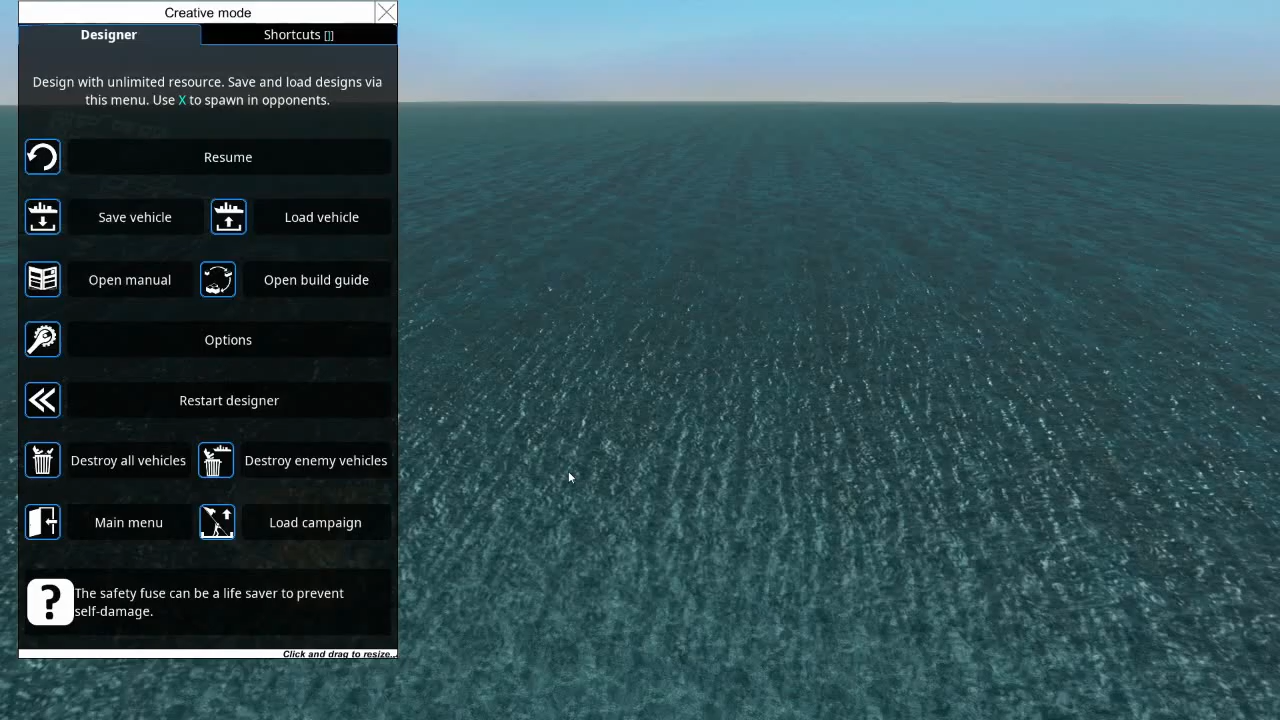 Creative mode
Designer
Shortcuts []
Design with unlimited resource. Save and load designs via
this menu. Use X to spawn in opponents.
Resume
Save vehicle
Load vehicle
Open manual
Open build guide
Options
Restart designer
Destroy all vehicles
Destroy enemy vehicles
Main menu
Load campaign
?
The safety fuse can be a life saver to prevent
self-damage.
Click and drag to resize..